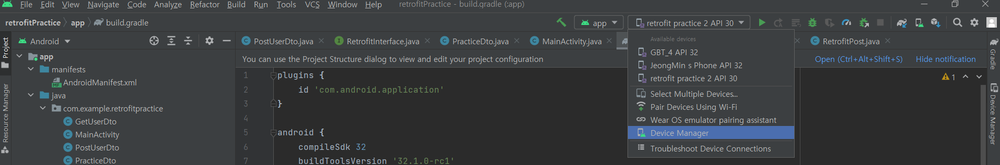 File Edit View Navigate Code Analyze Refactor Build Run Tools VCS Window Help retrofitPractice - build.gradle (:app)
retrofitPractice app build.gradle app retrofit practice 2 API 30
Project Android PostUserDto.java RetrofitInterface.java PracticeDto.java MainActivity.java RetrofitPost.java Gradle
Available devices
GBT_4 API 32
JeongMin s Phone API 32
retrofit practice 2 API 30
Select Multiple Devices...
Pair Devices Using Wi-Fi
Wear OS emulator pairing assistant
Device Manager
Troubleshoot Device Connections
You can use the Project Structure dialog to view and edit your project configuration Open (Ctrl+Alt+Shift+S) Hide notification
app
manifests
AndroidManifest.xml
java
com.example.retrofitpractice
GetUserDto
MainActivity
PostUserDto
PracticeDto
Resource Manager
1 plugins {
2 id 'com.android.application'
3 }
4
5 android {
6 compileSdk 32
7 buildToolsVersion '32.1.0-rc1'
1
Device Manager